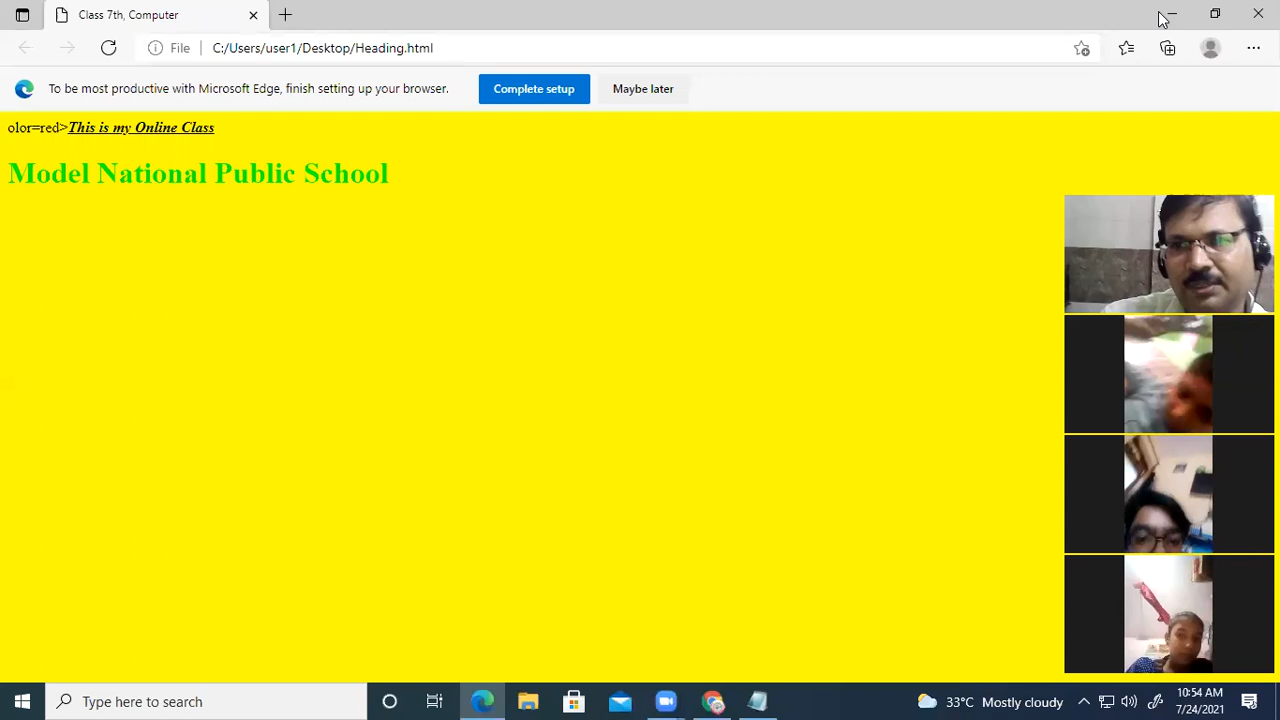 Class 7th, Computer
File
C:/Users/user1/Desktop/Heading.html
To be most productive with Microsoft Edge, finish setting up your browser.
Complete setup
Maybe later
olor=red>This is my Online Class
Model National Public School
Type here to search
33°C Mostly cloudy
10:54 AM
7/24/2021